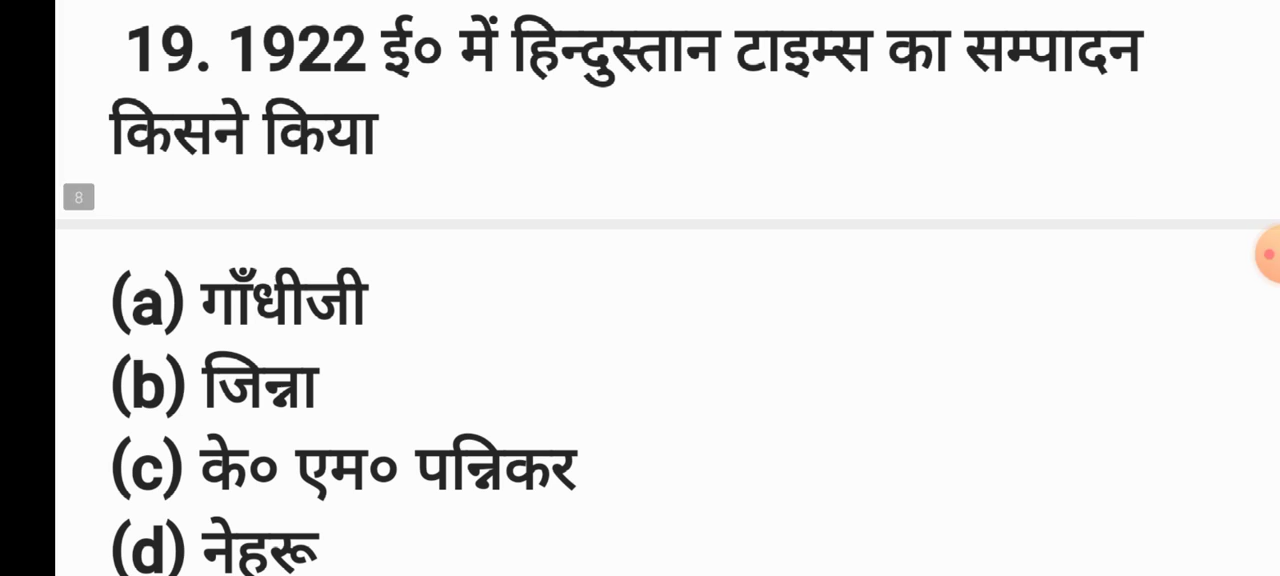 19. 1922 ई० में हिन्दुस्तान टाइम्स का सम्पादन
किसने किया
8
(a) गाँधीजी
(b) जिन्ना
(c) के० एम० पन्निकर
(d) नेहरू